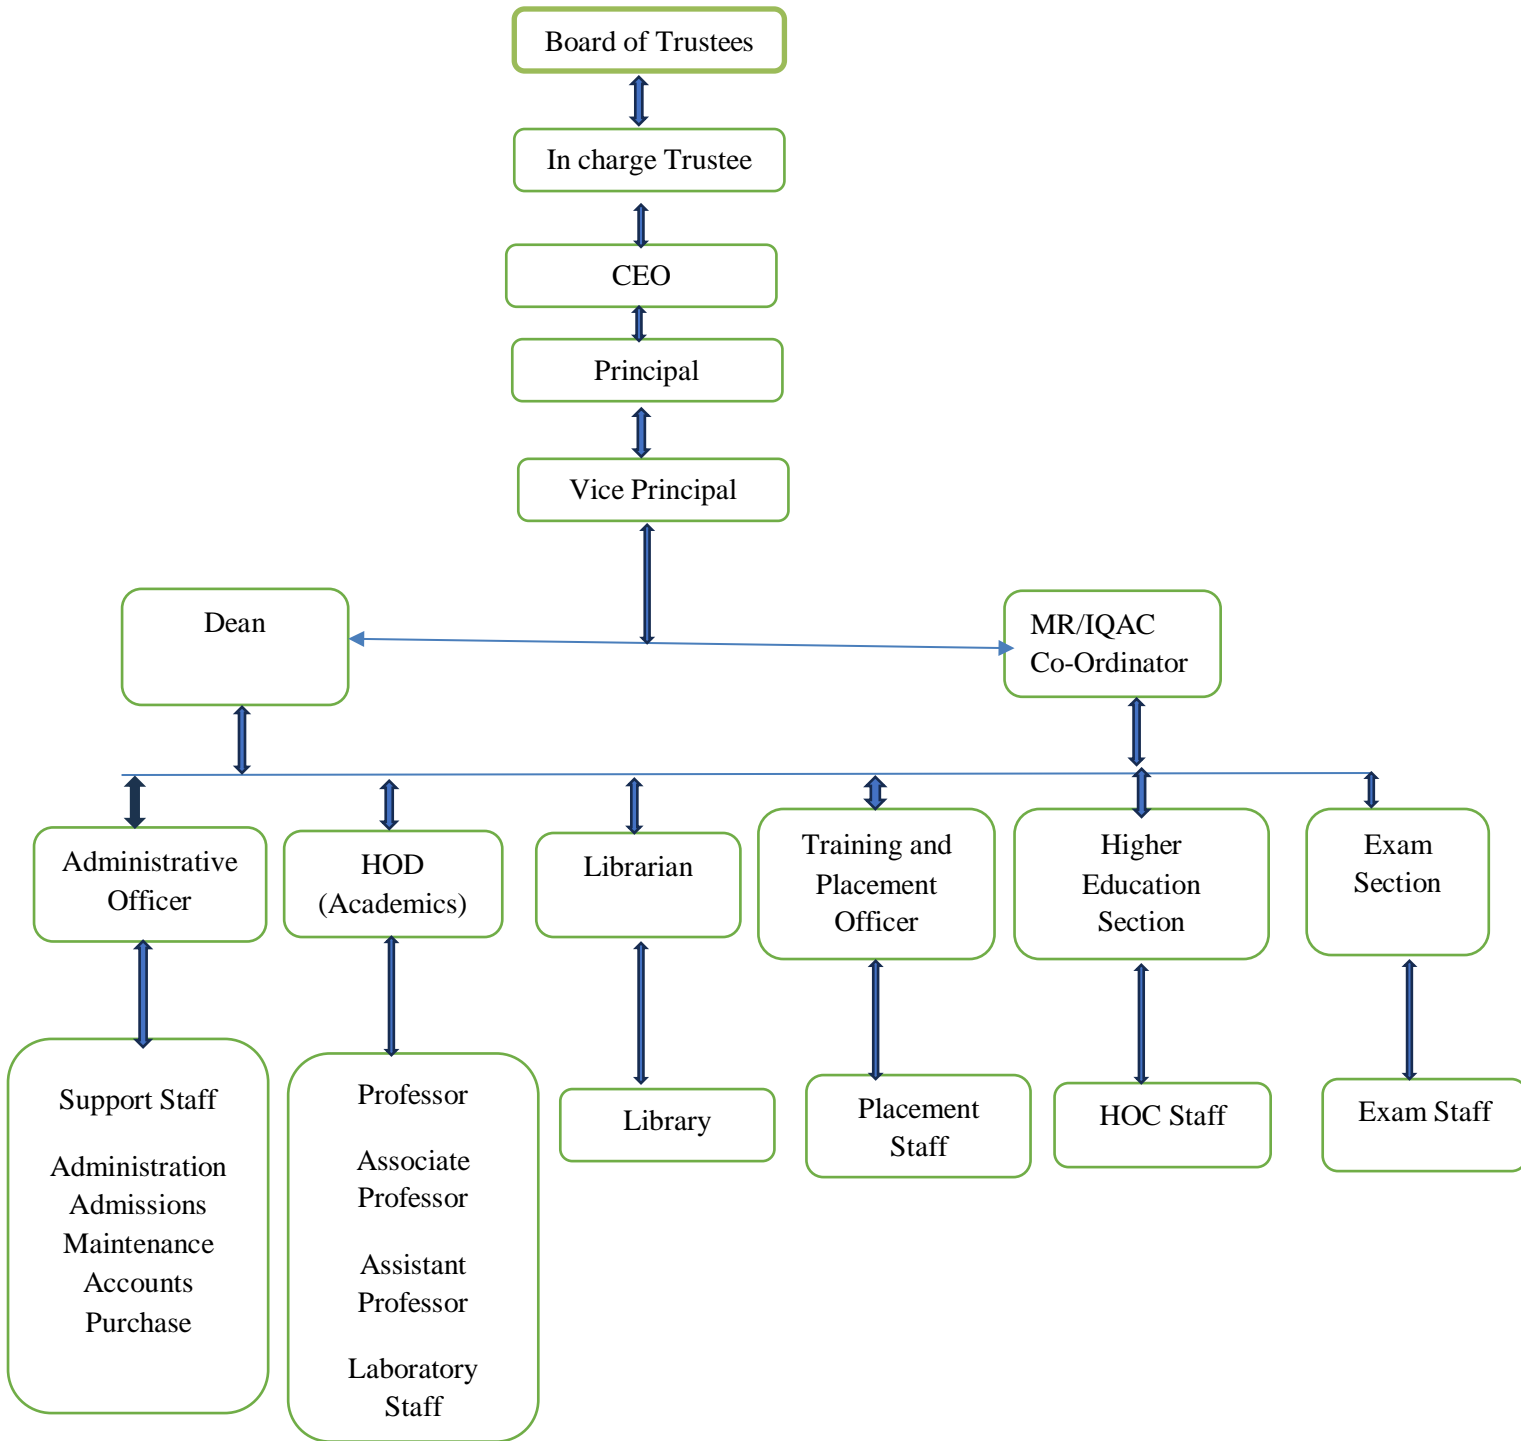 Board of Trustees
In charge Trustee
CEO
Principal
Vice Principal
Dean
MR/IQAC
Co-Ordinator
Administrative
Officer
HOD
(Academics)
Librarian
Training and
Placement
Officer
Higher
Education
Section
Exam
Section
Support Staff
Administration
Admissions
Maintenance
Accounts
Purchase
Professor
Associate
Professor
Assistant
Professor
Laboratory
Staff
Library
Placement
Staff
HOC Staff
Exam Staff